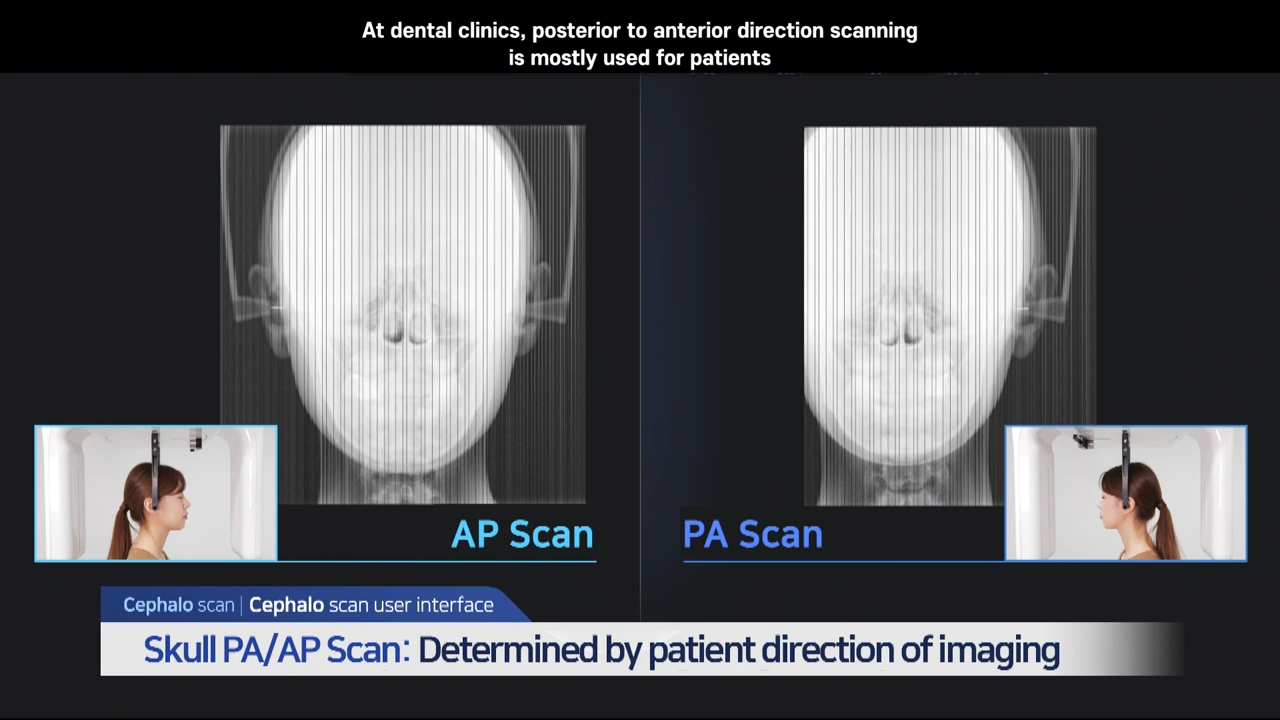 At dental clinics, posterior to anterior direction scanning
is mostly used for patients
AP Scan
PA Scan
Cephalo scan | Cephalo scan user interface
Skull PA/AP Scan: Determined by patient direction of imaging